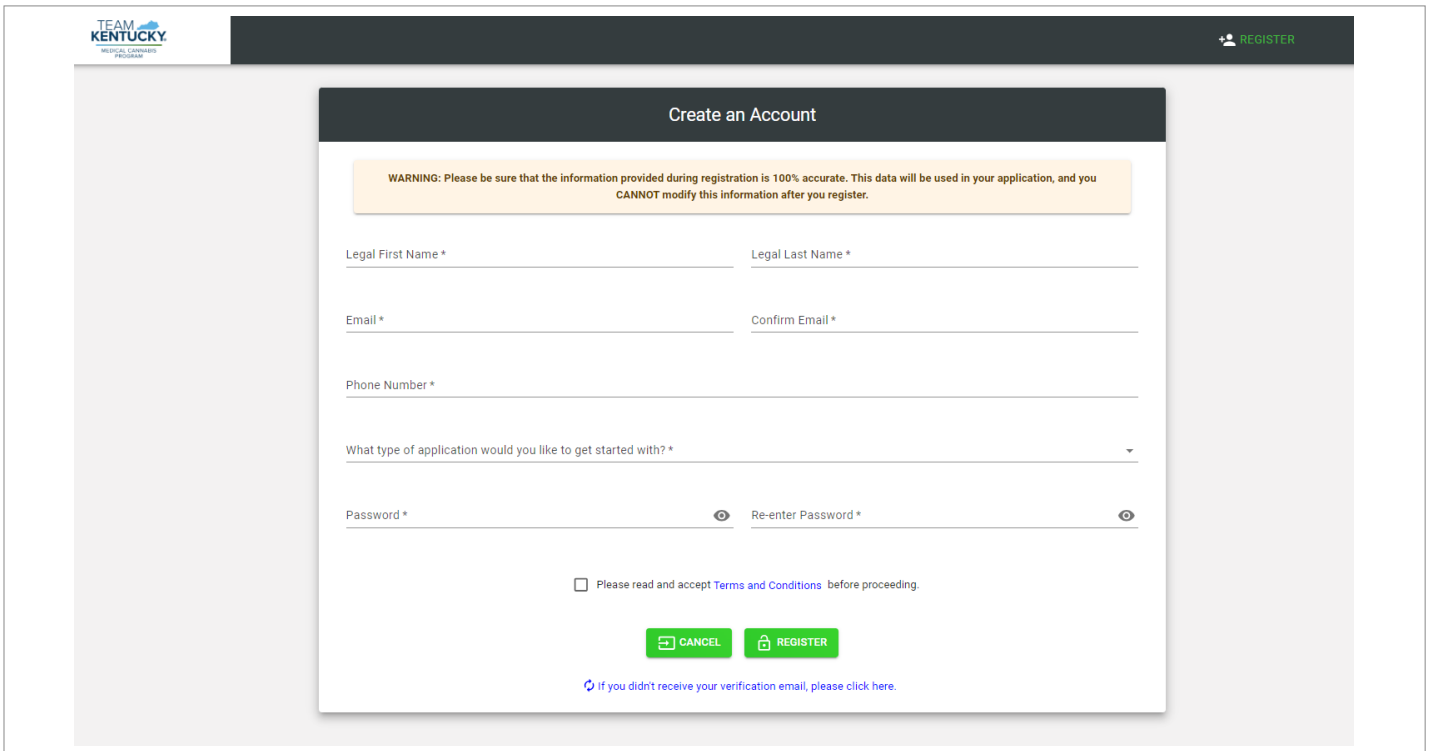 TEAM
KENTUCKY
MEDICAL CANNABIS
PROGRAM
REGISTER
Create an Account
WARNING: Please be sure that the information provided during registration is 100% accurate. This data will be used in your application, and you
CANNOT modify this information after you register.
Legal First Name *
Legal Last Name *
Email *
Confirm Email *
Phone Number *
What type of application would you like to get started with? *
Password *
Re-enter Password *
Please read and accept Terms and Conditions before proceeding.
CANCEL
REGISTER
If you didn't receive your verification email, please click here.